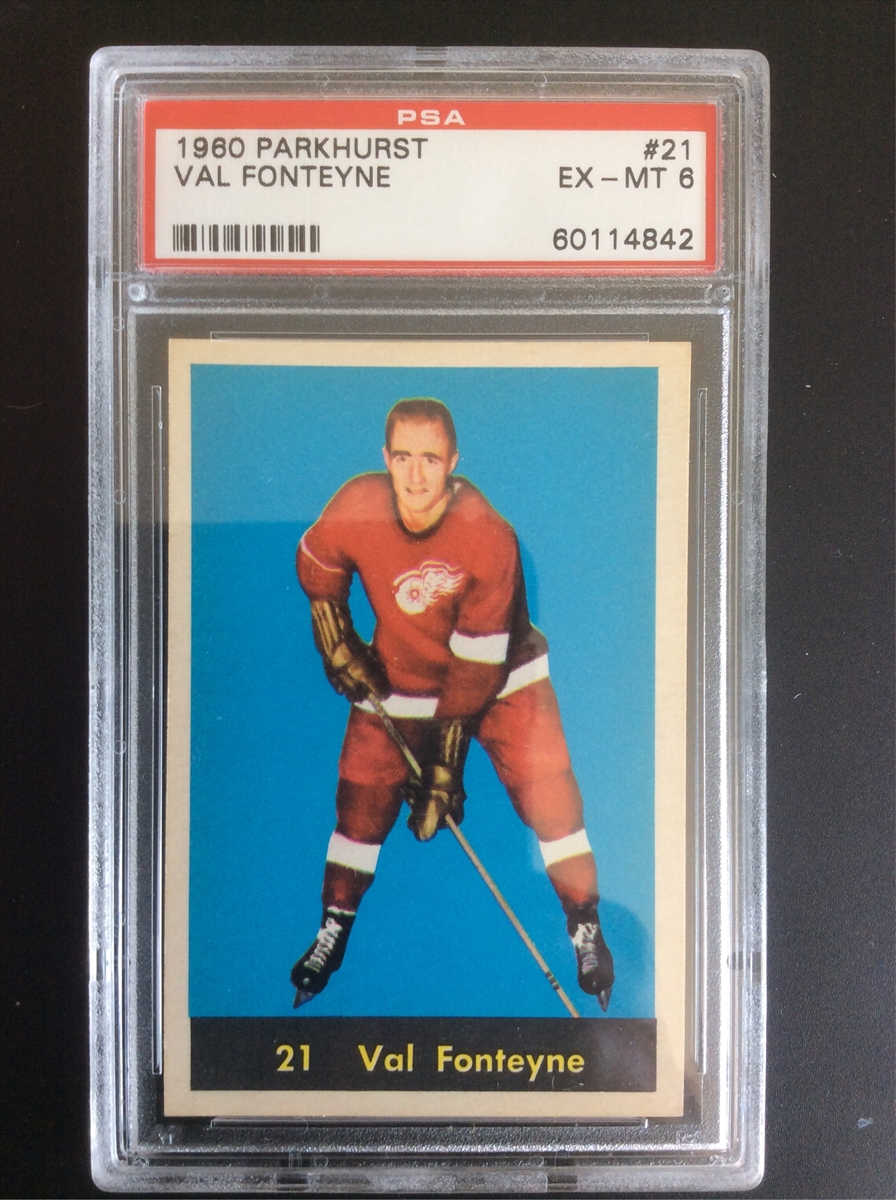 PSA
1960 PARKHURST #21
VAL FONTEYNE EX-MT 6
60114842
21 Val Fonteyne